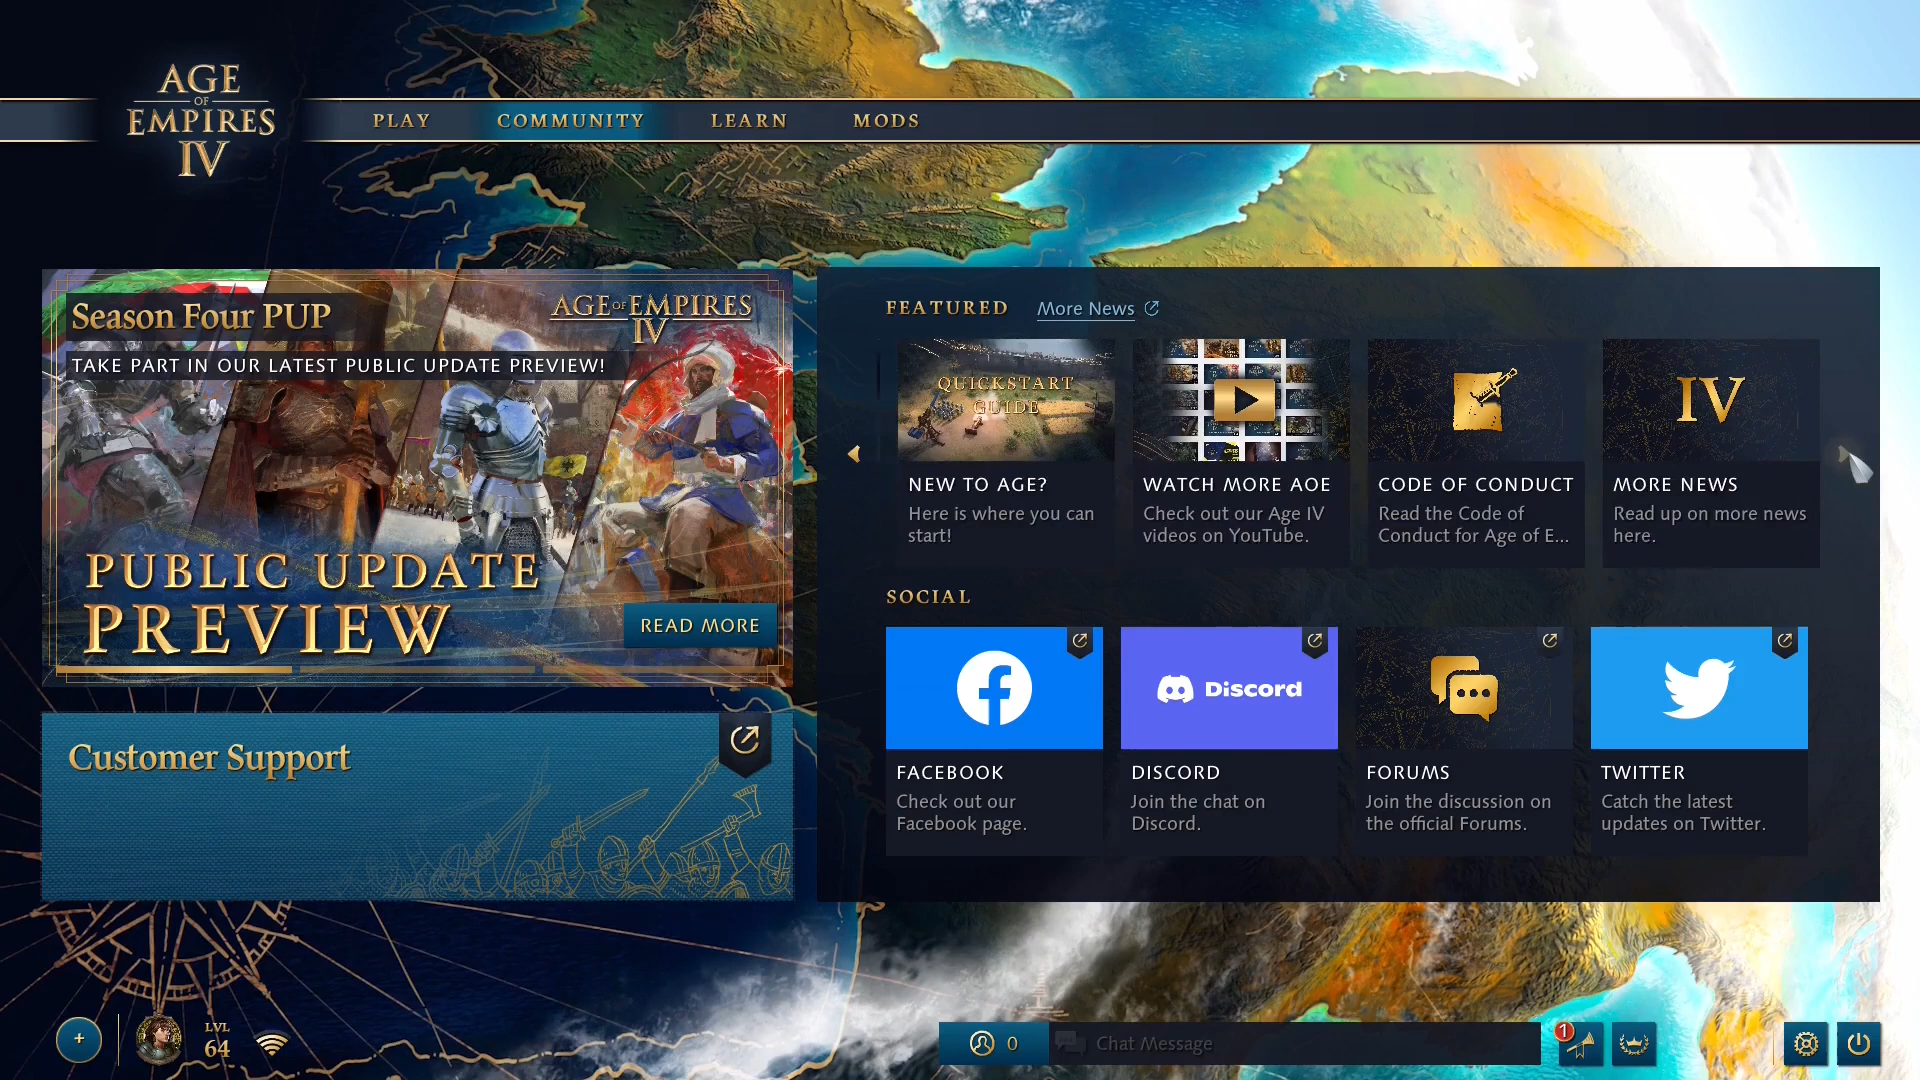 AGE
OF
EMPIRES
IV
PLAY
COMMUNITY
LEARN
MODS
Season Four PUP
AGE OF EMPIRES
IV
TAKE PART IN OUR LATEST PUBLIC UPDATE PREVIEW!
PUBLIC UPDATE
PREVIEW
READ MORE
Customer Support
FEATURED
More News
QUICKSTART
GUIDE
NEW TO AGE?
Here is where you can
start!
WATCH MORE AOE
Check out our Age IV
videos on YouTube.
CODE OF CONDUCT
Read the Code of
Conduct for Age of E...
IV
MORE NEWS
Read up on more news
here.
SOCIAL
FACEBOOK
Check out our
Facebook page.
Discord
DISCORD
Join the chat on
Discord.
FORUMS
Join the discussion on
the official Forums.
TWITTER
Catch the latest
updates on Twitter.
+
LVL
64
0
Chat Message
1